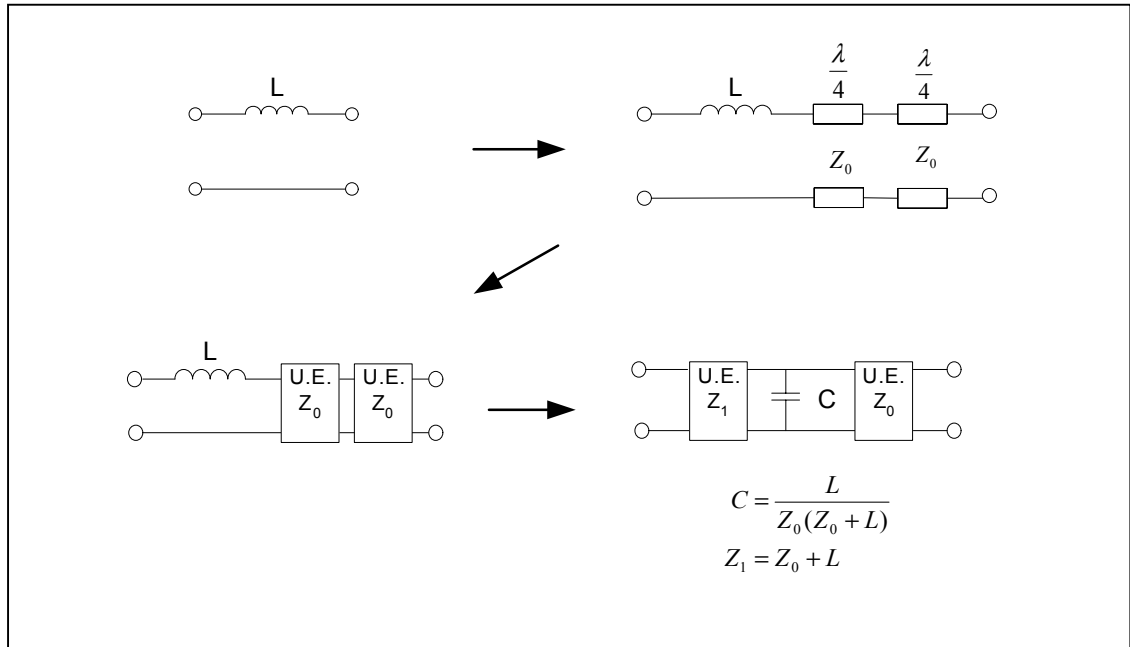 L
L
λ/4
λ/4
Z₀
Z₀
L
U.E.
Z₀
U.E.
Z₀
U.E.
Z₁
C
U.E.
Z₀
C = L / Z₀(Z₀ + L)
Z₁ = Z₀ + L